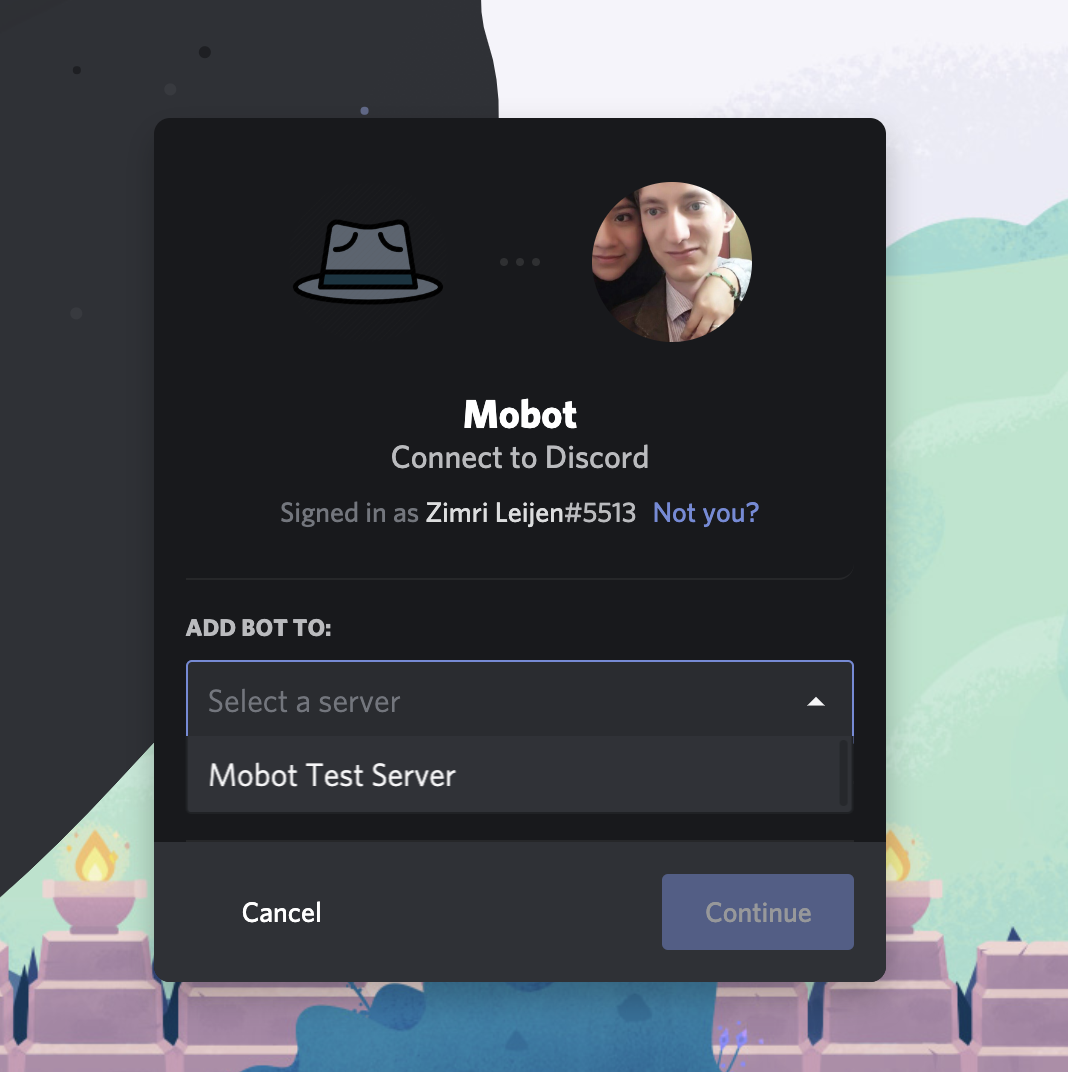 Mobot
Connect to Discord
Signed in as Zimri Leijen#5513 Not you?
ADD BOT TO:
Select a server
Mobot Test Server
Cancel
Continue